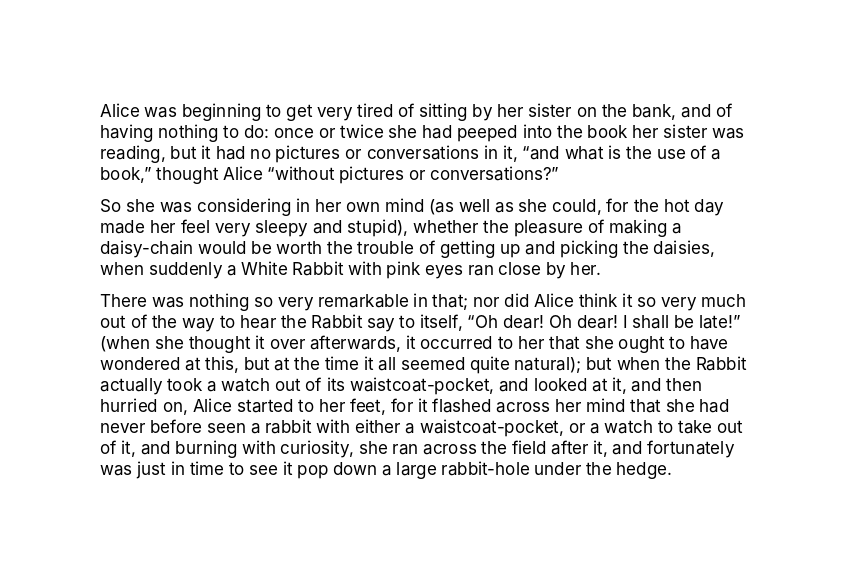 Alice was beginning to get very tired of sitting by her sister on the bank, and of
having nothing to do: once or twice she had peeped into the book her sister was
reading, but it had no pictures or conversations in it, “and what is the use of a
book,” thought Alice “without pictures or conversations?”
So she was considering in her own mind (as well as she could, for the hot day
made her feel very sleepy and stupid), whether the pleasure of making a
daisy-chain would be worth the trouble of getting up and picking the daisies,
when suddenly a White Rabbit with pink eyes ran close by her.
There was nothing so very remarkable in that; nor did Alice think it so very much
out of the way to hear the Rabbit say to itself, “Oh dear! Oh dear! I shall be late!”
(when she thought it over afterwards, it occurred to her that she ought to have
wondered at this, but at the time it all seemed quite natural); but when the Rabbit
actually took a watch out of its waistcoat-pocket, and looked at it, and then
hurried on, Alice started to her feet, for it flashed across her mind that she had
never before seen a rabbit with either a waistcoat-pocket, or a watch to take out
of it, and burning with curiosity, she ran across the field after it, and fortunately
was just in time to see it pop down a large rabbit-hole under the hedge.